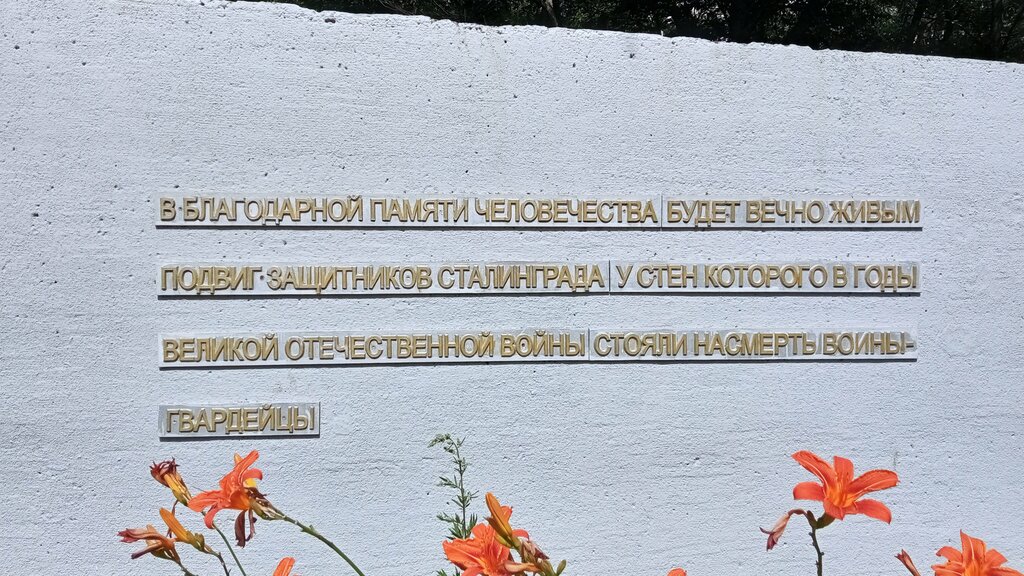 В БЛАГОДАРНОЙ ПАМЯТИ ЧЕЛОВЕЧЕСТВА БУДЕТ ВЕЧНО ЖИВЫМ
ПОДВИГ ЗАЩИТНИКОВ СТАЛИНГРАДА У СТЕН КОТОРОГО В ГОДЫ
ВЕЛИКОЙ ОТЕЧЕСТВЕННОЙ ВОЙНЫ СТОЯЛИ НАСМЕРТЬ ВОИНЫ-
ГВАРДЕЙЦЫ